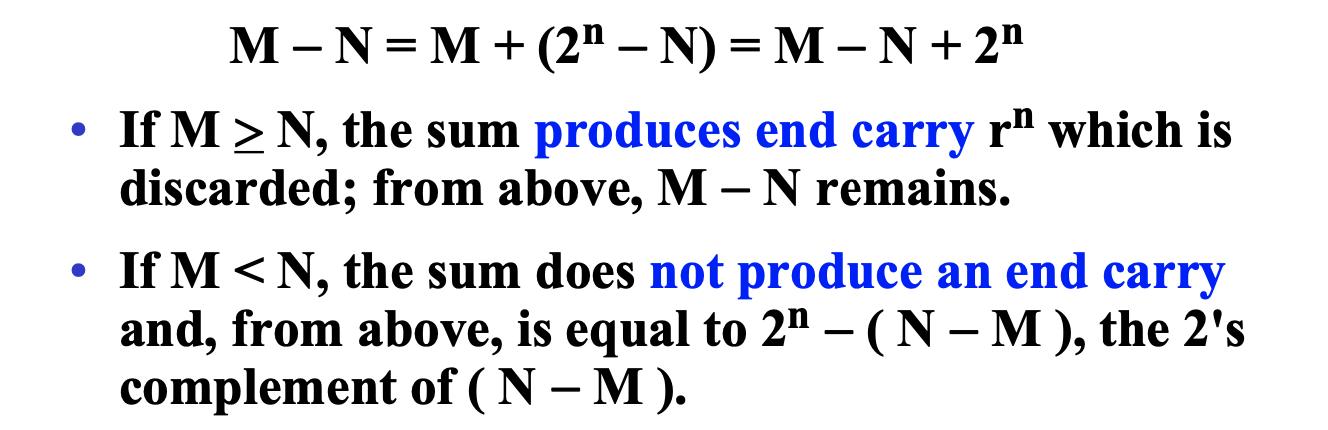 M – N = M + (2ⁿ – N) = M – N + 2ⁿ
• If M ≥ N, the sum produces end carry rⁿ which is
discarded; from above, M – N remains.
• If M < N, the sum does not produce an end carry
and, from above, is equal to 2ⁿ – ( N – M ), the 2's
complement of ( N – M ).